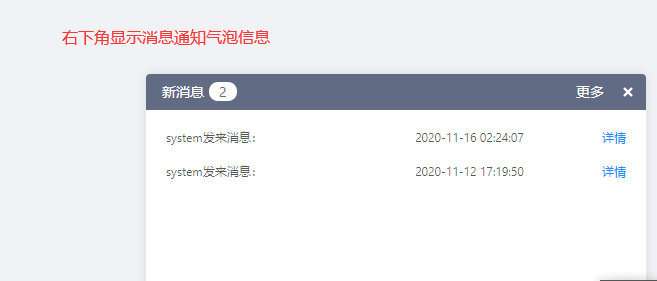 右下角显示消息通知气泡信息
新消息 2 更多 ×
system发来消息： 2020-11-16 02:24:07 详情
system发来消息： 2020-11-12 17:19:50 详情